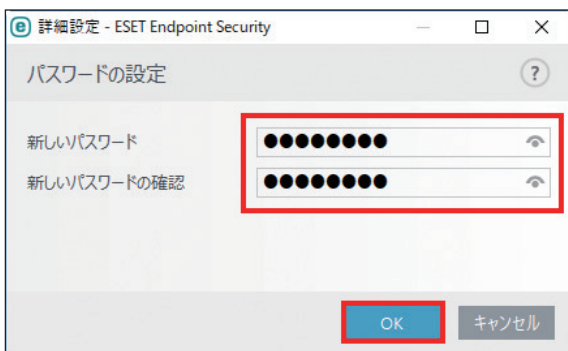 詳細設定 - ESET Endpoint Security
パスワードの設定
?
新しいパスワード ●●●●●●●●
新しいパスワードの確認 ●●●●●●●●
OK キャンセル